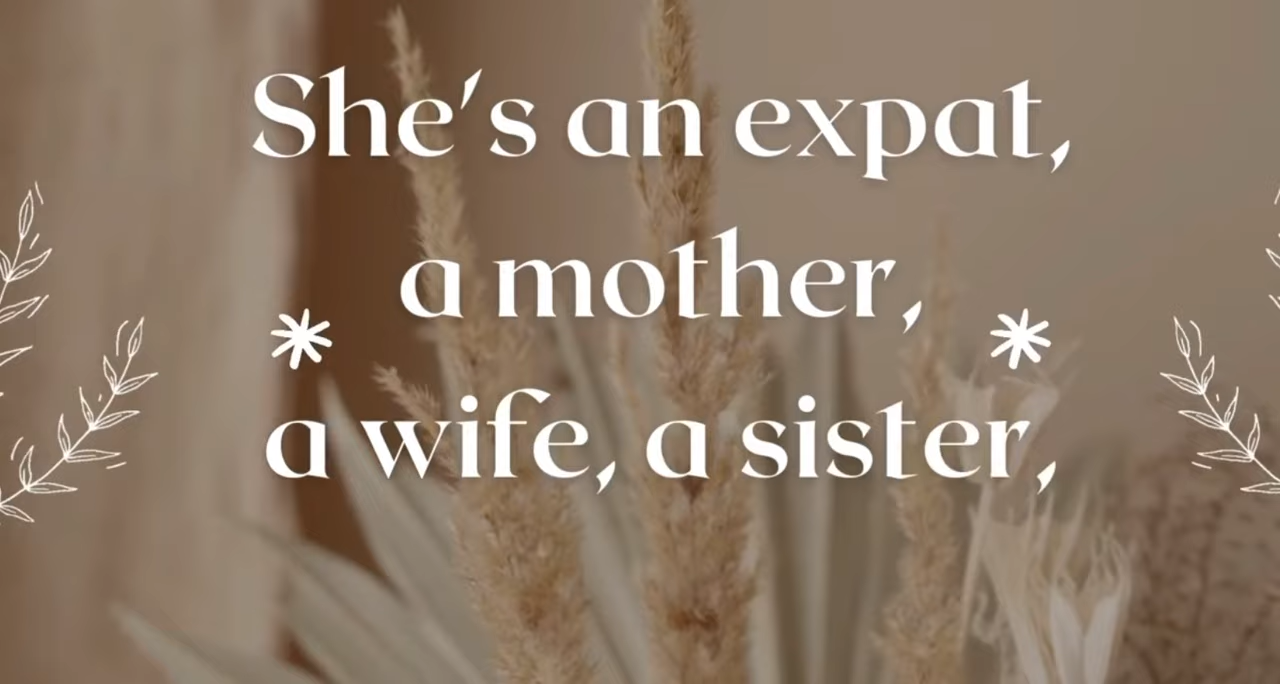 She's an expat,
a mother,
a wife, a sister,